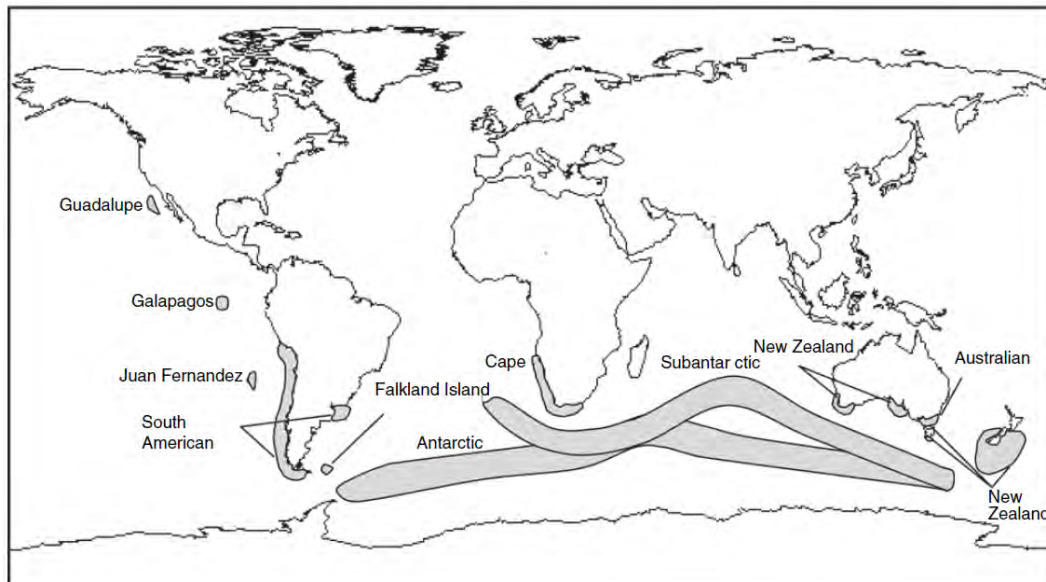 Guadalupe
Galapagos
New Zealand
Cape
Subantar ctic
Australian
Juan Fernandez
Falkland Island
South
American
Antarctic
New
Zealand